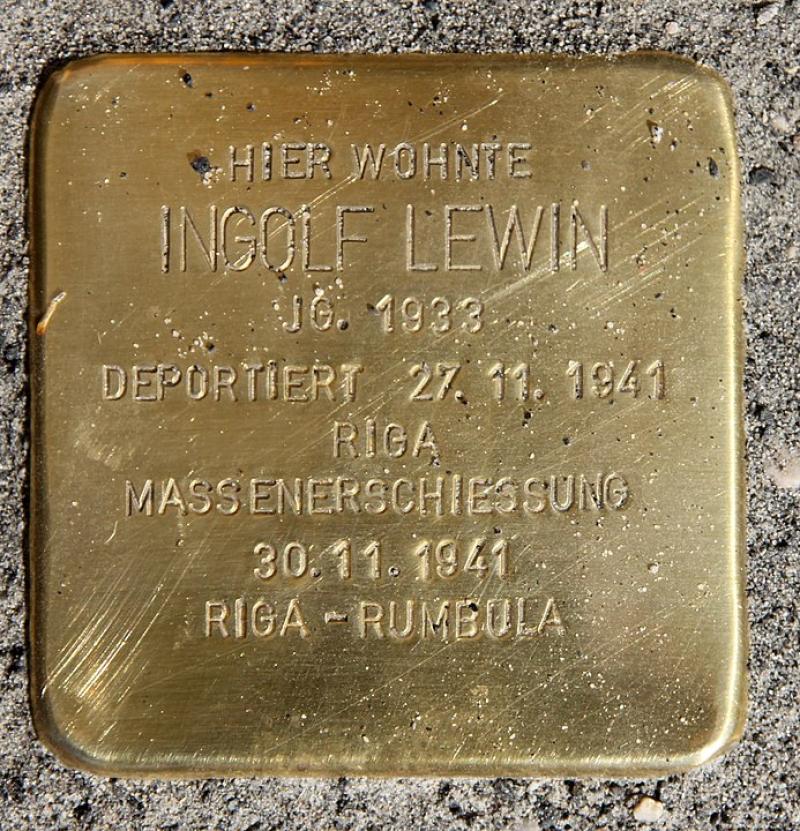 HIER WOHNTE
INGOLF LEWIN
JG. 1933
DEPORTIERT 27. 11. 1941
RIGA
MASSENERSCHIESSUNG
30.11.1941
RIGA - RUMBULA